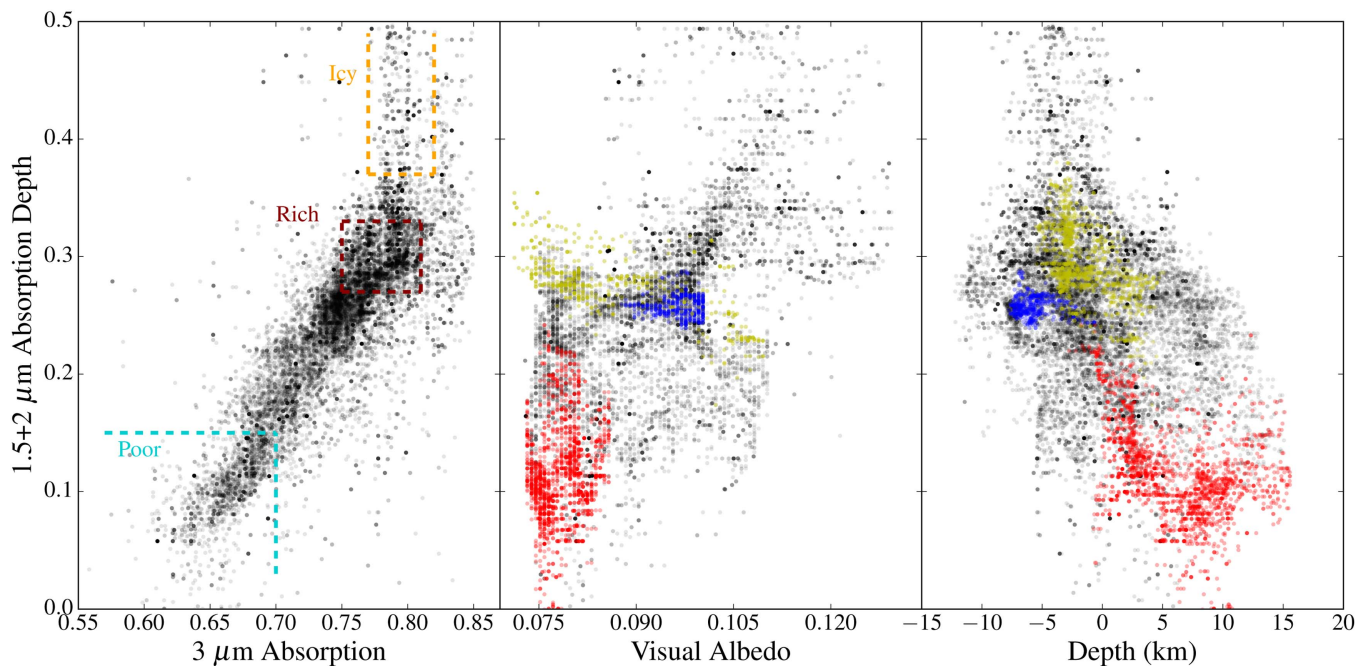 0.5
0.4
0.3
0.2
0.1
0.0
1.5+2 μm Absorption Depth
Icy
Rich
Poor
0.55 0.60 0.65 0.70 0.75 0.80 0.85
3 μm Absorption
0.075 0.090 0.105 0.120
Visual Albedo
−15 −10 −5 0 5 10 15 20
Depth (km)